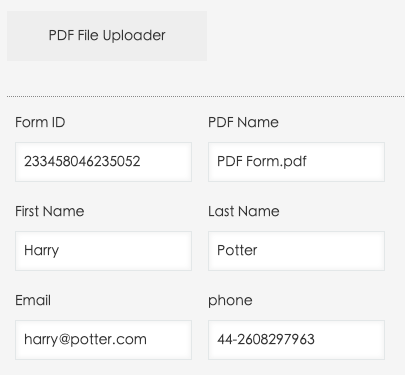 PDF File Uploader
Form ID PDF Name
233458046235052 PDF Form.pdf
First Name Last Name
Harry Potter
Email phone
harry@potter.com 44-2608297963